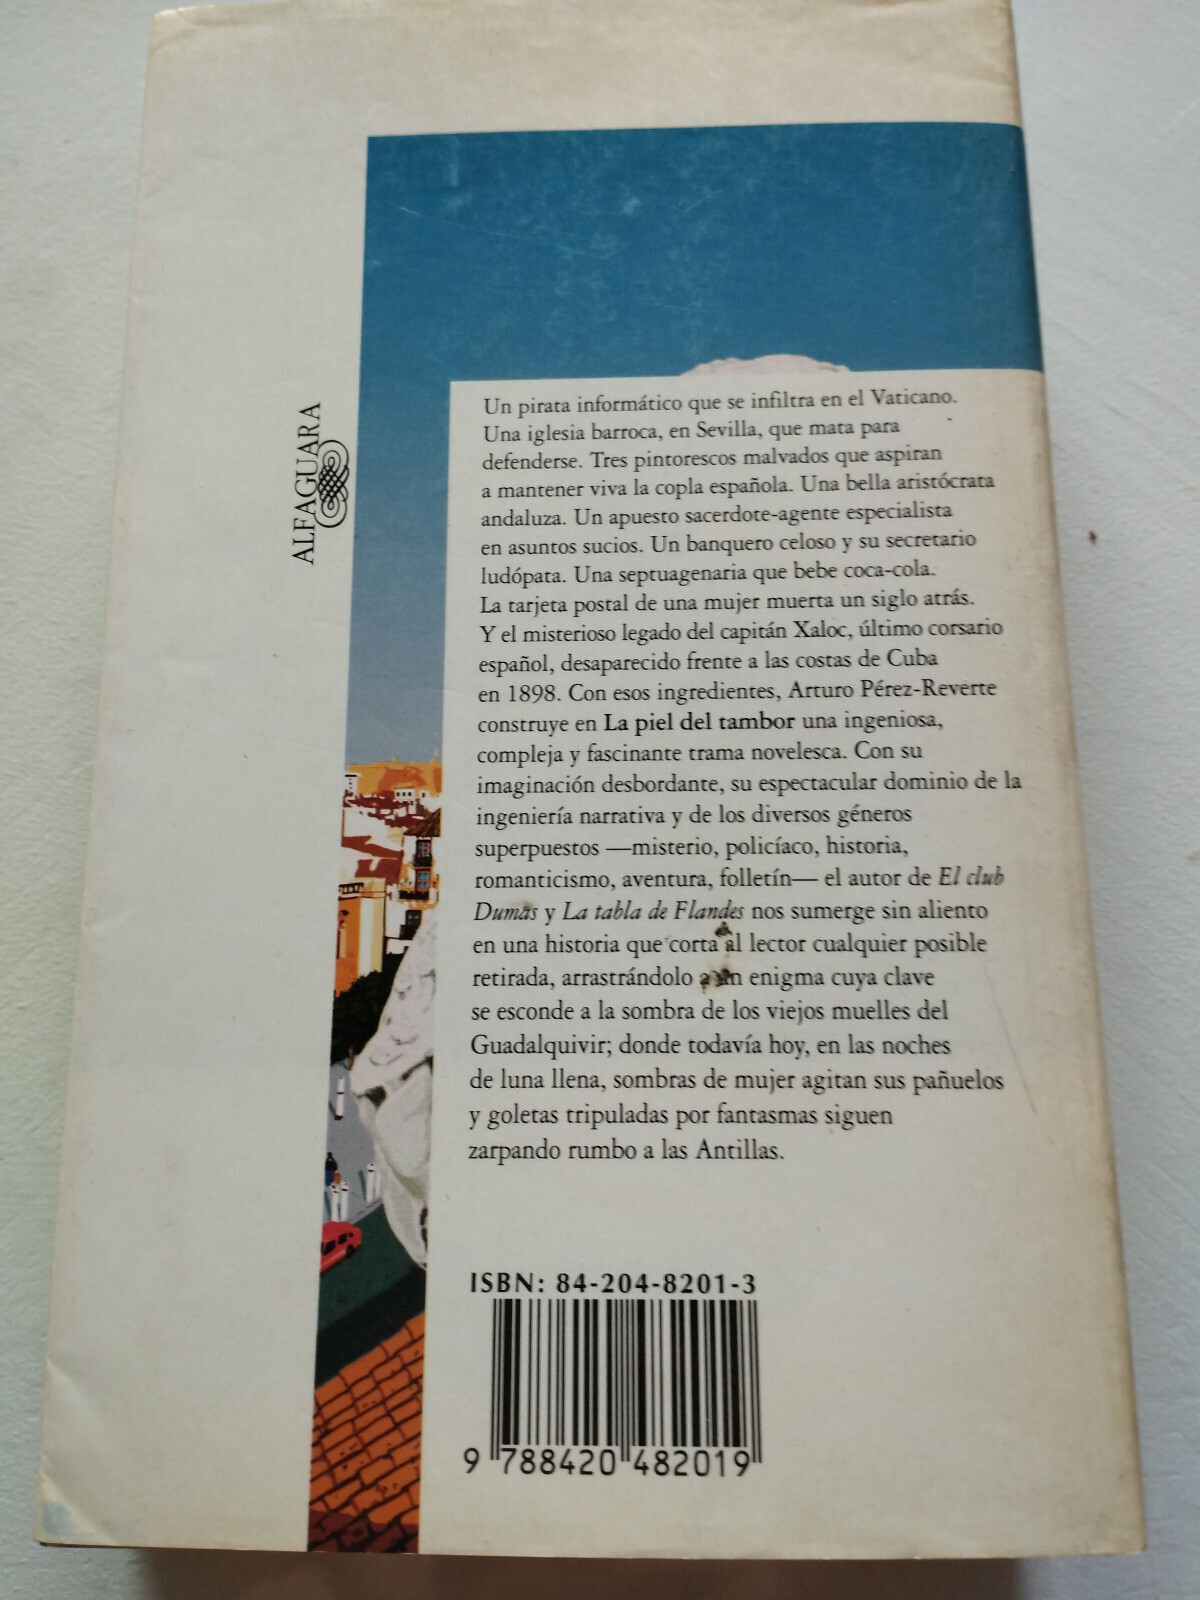 ALFAGUARA
Un pirata informático que se infiltra en el Vaticano.
Una iglesia barroca, en Sevilla, que mata para
defenderse. Tres pintorescos malvados que aspiran
a mantener viva la copla española. Una bella aristócrata
andaluza. Un apuesto sacerdote-agente especialista
en asuntos sucios. Un banquero celoso y su secretario
ludópata. Una septuagenaria que bebe coca-cola.
La tarjeta postal de una mujer muerta un siglo atrás.
Y el misterioso legado del capitán Xaloc, último corsario
español, desaparecido frente a las costas de Cuba
en 1898. Con esos ingredientes, Arturo Pérez-Reverte
construye en La piel del tambor una ingeniosa,
compleja y fascinante trama novelesca. Con su
imaginación desbordante, su espectacular dominio de la
ingeniería narrativa y de los diversos géneros
superpuestos —misterio, policíaco, historia,
romanticismo, aventura, folletín— el autor de El club
Dumas y La tabla de Flandes nos sumerge sin aliento
en una historia que corta al lector cualquier posible
retirada, arrastrándolo a un enigma cuya clave
se esconde a la sombra de los viejos muelles del
Guadalquivir; donde todavía hoy, en las noches
de luna llena, sombras de mujer agitan sus pañuelos
y goletas tripuladas por fantasmas siguen
zarpando rumbo a las Antillas.
ISBN: 84-204-8201-3
9 788420 482019